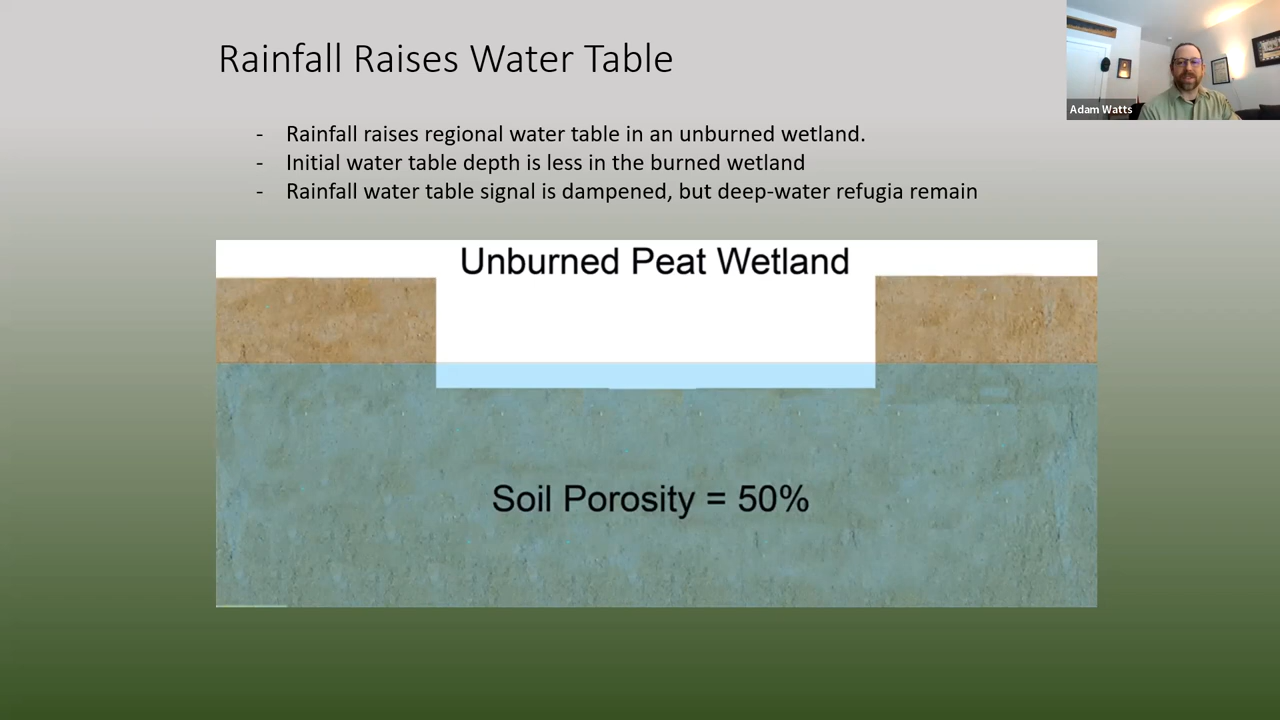 Rainfall Raises Water Table
Adam Watts
- Rainfall raises regional water table in an unburned wetland.
- Initial water table depth is less in the burned wetland
- Rainfall water table signal is dampened, but deep-water refugia remain
Unburned Peat Wetland
Soil Porosity = 50%